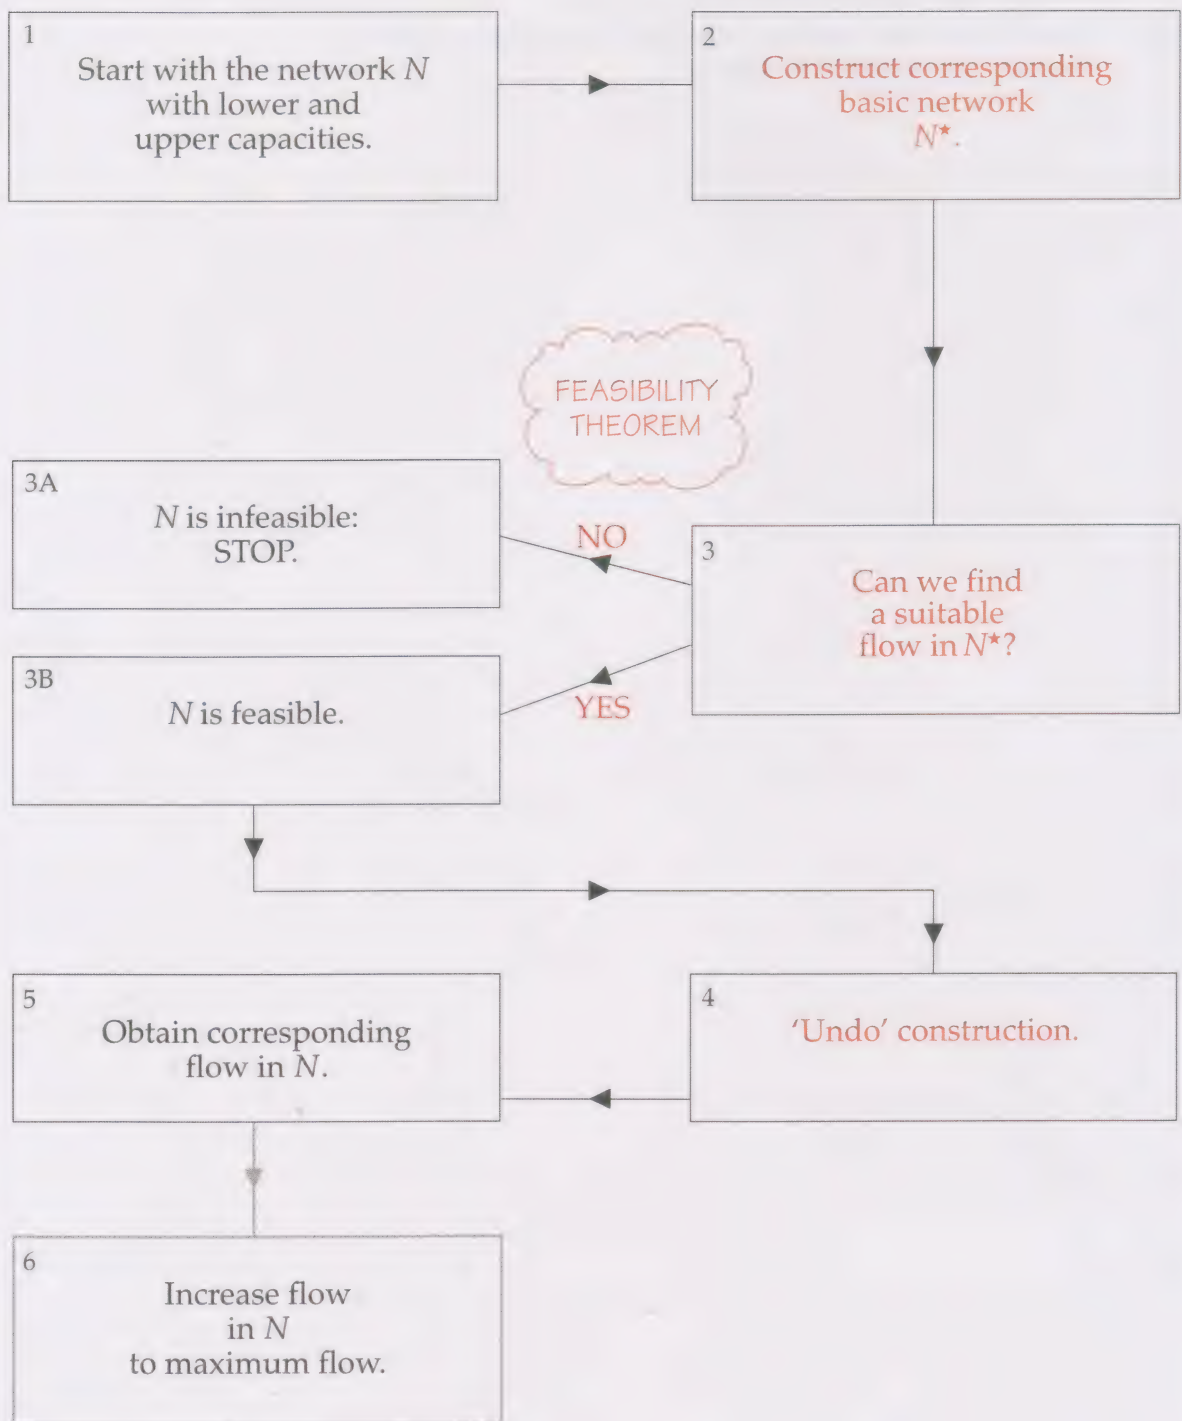 1
Start with the network N
with lower and
upper capacities.
2
Construct corresponding
basic network
N★.
FEASIBILITY
THEOREM
3A
N is infeasible:
STOP.
NO
3
Can we find
a suitable
flow in N★?
3B
N is feasible.
YES
5
Obtain corresponding
flow in N.
4
'Undo' construction.
6
Increase flow
in N
to maximum flow.